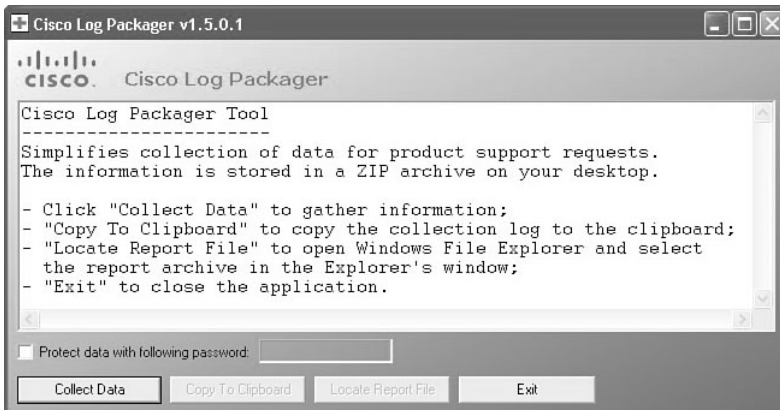 Cisco Log Packager v1.5.0.1
CISCO. Cisco Log Packager
Cisco Log Packager Tool
-----------------------
Simplifies collection of data for product support requests.
The information is stored in a ZIP archive on your desktop.
- Click "Collect Data" to gather information;
- "Copy To Clipboard" to copy the collection log to the clipboard;
- "Locate Report File" to open Windows File Explorer and select
the report archive in the Explorer's window;
- "Exit" to close the application.
Protect data with following password:
Collect Data Copy To Clipboard Locate Report File Exit